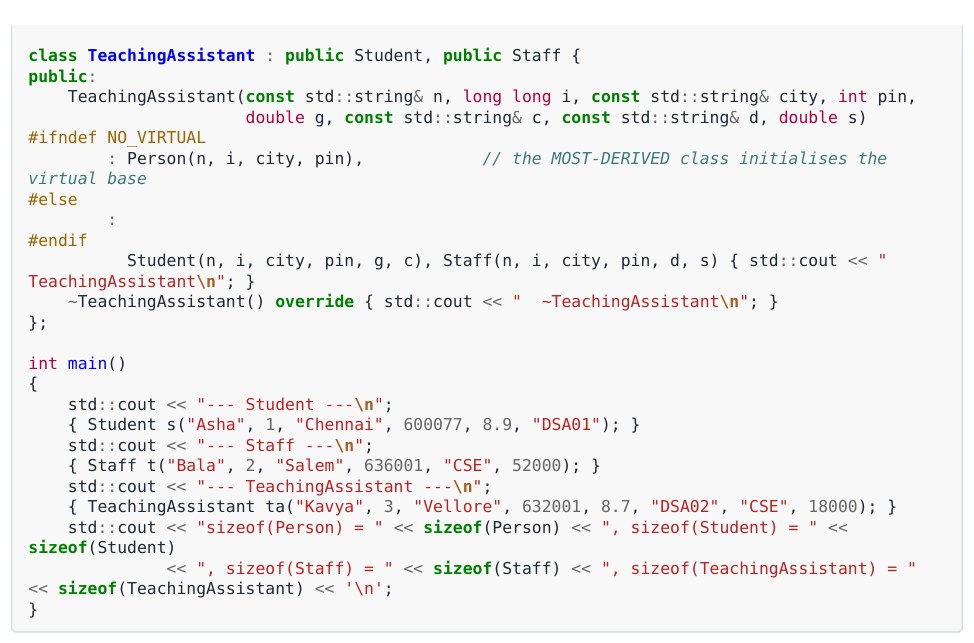 class TeachingAssistant : public Student, public Staff {
public:
    TeachingAssistant(const std::string& n, long long i, const std::string& city, int pin,
                      double g, const std::string& c, const std::string& d, double s)
#ifndef NO_VIRTUAL
        : Person(n, i, city, pin),            // the MOST-DERIVED class initialises the
virtual base
#else
        :
#endif
          Student(n, i, city, pin, g, c), Staff(n, i, city, pin, d, s) { std::cout << "
TeachingAssistant\n"; }
    ~TeachingAssistant() override { std::cout << "  ~TeachingAssistant\n"; }
};

int main()
{
    std::cout << "--- Student ---\n";
    { Student s("Asha", 1, "Chennai", 600077, 8.9, "DSA01"); }
    std::cout << "--- Staff ---\n";
    { Staff t("Bala", 2, "Salem", 636001, "CSE", 52000); }
    std::cout << "--- TeachingAssistant ---\n";
    { TeachingAssistant ta("Kavya", 3, "Vellore", 632001, 8.7, "DSA02", "CSE", 18000); }
    std::cout << "sizeof(Person) = " << sizeof(Person) << ", sizeof(Student) = " <<
sizeof(Student)
              << ", sizeof(Staff) = " << sizeof(Staff) << ", sizeof(TeachingAssistant) = "
<< sizeof(TeachingAssistant) << '\n';
}